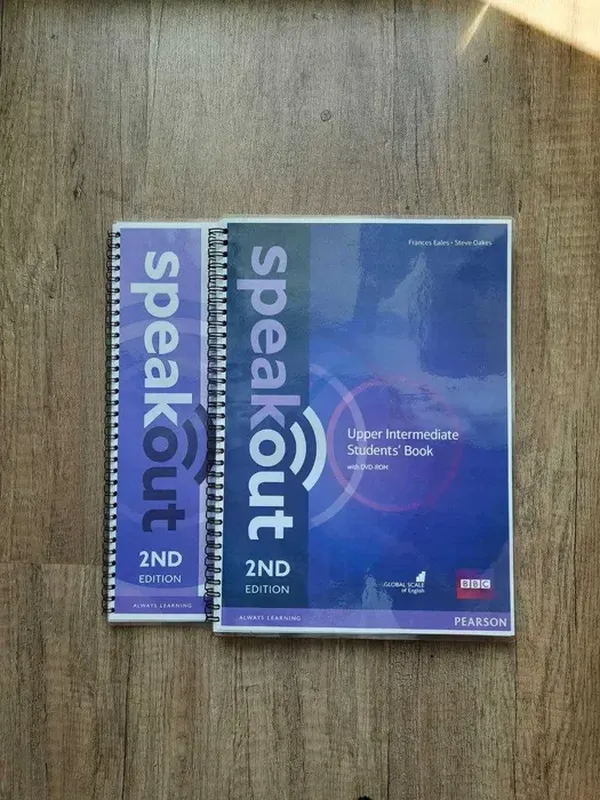 speakout
2ND
EDITION
ALWAYS LEARNING
Frances Eales • Steve Oakes
speakout
Upper Intermediate
Students' Book
with DVD-ROM
2ND
EDITION
GLOBAL SCALE
of English
BBC
ALWAYS LEARNING
PEARSON